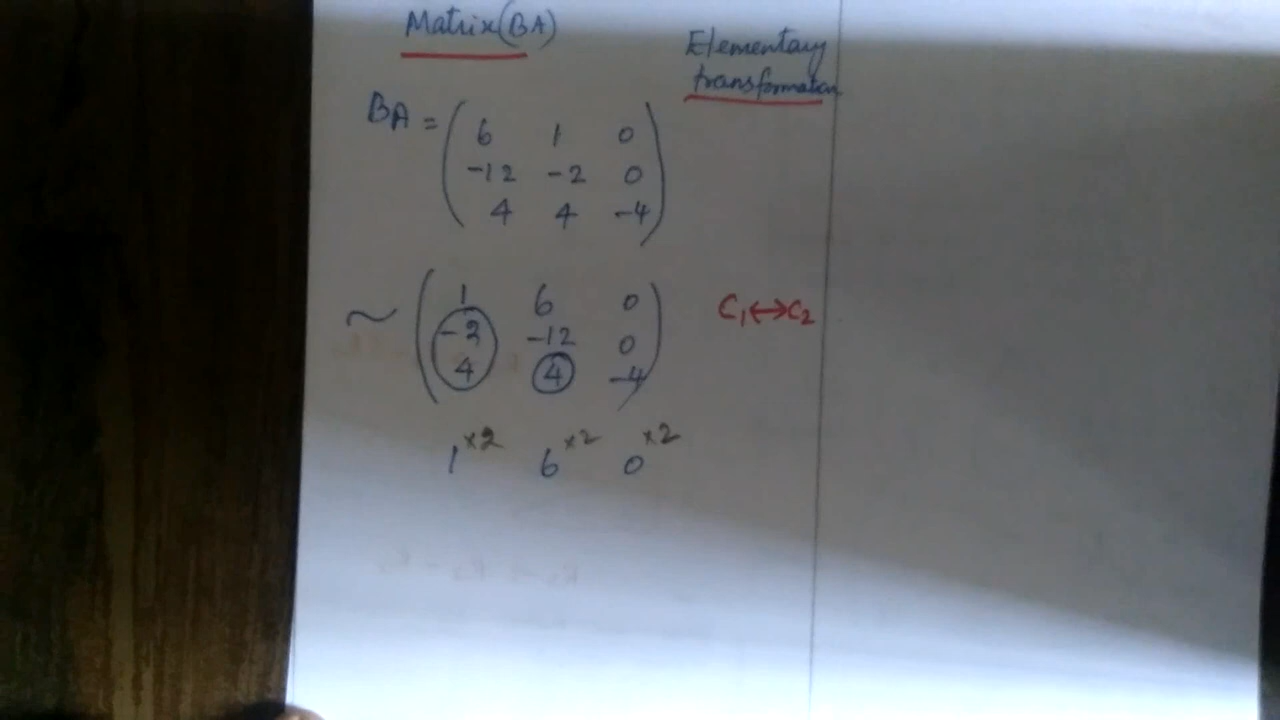 Matrix(BA)
Elementary
transformation
BA = ( 6 1 0
-12 -2 0
4 4 -4 )
~ ( 1 6 0
-2 -12 0
4 4 -4 )
C₁↔C₂
1 ×2 6 ×2 0 ×2